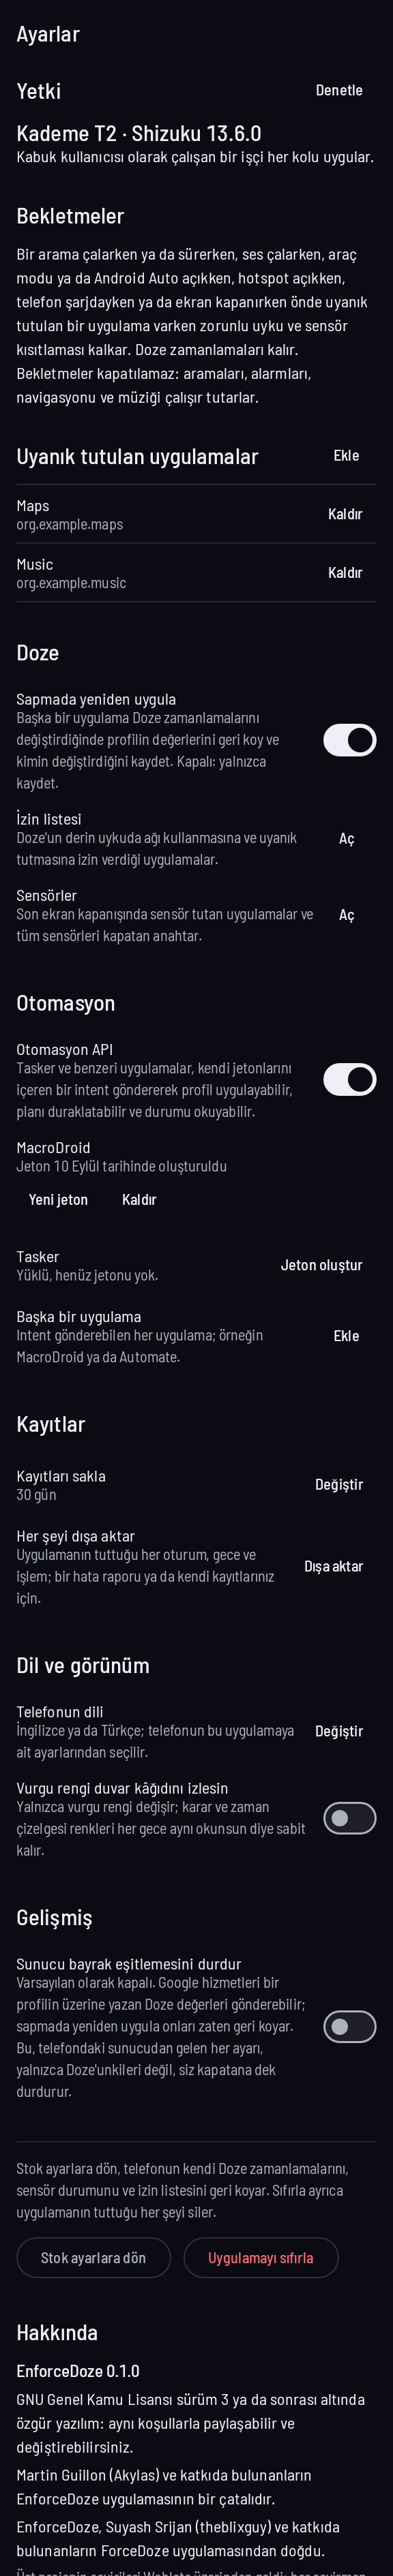 Ayarlar
Yetki
Denetle
Kademe T2 · Shizuku 13.6.0
Kabuk kullanıcısı olarak çalışan bir işçi her kolu uygular.
Bekletmeler
Bir arama çalarken ya da sürerken, ses çalarken, araç
modu ya da Android Auto açıkken, hotspot açıkken,
telefon şarjdayken ya da ekran kapanırken önde uyanık
tutulan bir uygulama varken zorunlu uyku ve sensör
kısıtlaması kalkar. Doze zamanlamaları kalır.
Bekletmeler kapatılamaz: aramaları, alarmları,
navigasyonu ve müziği çalışır tutarlar.
Uyanık tutulan uygulamalar
Ekle
Maps
org.example.maps
Kaldır
Music
org.example.music
Kaldır
Doze
Sapmada yeniden uygula
Başka bir uygulama Doze zamanlamalarını
değiştirdiğinde profilin değerlerini geri koy ve
kimin değiştirdiğini kaydet. Kapalı: yalnızca
kaydet.
İzin listesi
Doze'un derin uykuda ağı kullanmasına ve uyanık
tutmasına izin verdiği uygulamalar.
Aç
Sensörler
Son ekran kapanışında sensör tutan uygulamalar ve
tüm sensörleri kapatan anahtar.
Aç
Otomasyon
Otomasyon API
Tasker ve benzeri uygulamalar, kendi jetonlarını
içeren bir intent göndererek profil uygulayabilir,
planı duraklatabilir ve durumu okuyabilir.
MacroDroid
Jeton 10 Eylül tarihinde oluşturuldu
Yeni jeton
Kaldır
Tasker
Yüklü, henüz jetonu yok.
Jeton oluştur
Başka bir uygulama
Intent gönderebilen her uygulama; örneğin
MacroDroid ya da Automate.
Ekle
Kayıtlar
Kayıtları sakla
30 gün
Değiştir
Her şeyi dışa aktar
Uygulamanın tuttuğu her oturum, gece ve
işlem; bir hata raporu ya da kendi kayıtlarınız
için.
Dışa aktar
Dil ve görünüm
Telefonun dili
İngilizce ya da Türkçe; telefonun bu uygulamaya
ait ayarlarından seçilir.
Değiştir
Vurgu rengi duvar kâğıdını izlesin
Yalnızca vurgu rengi değişir; karar ve zaman
çizelgesi renkleri her gece aynı okunsun diye sabit
kalır.
Gelişmiş
Sunucu bayrak eşitlemesini durdur
Varsayılan olarak kapalı. Google hizmetleri bir
profilin üzerine yazan Doze değerleri gönderebilir;
sapmada yeniden uygula onları zaten geri koyar.
Bu, telefondaki sunucudan gelen her ayarı,
yalnızca Doze'unkileri değil, siz kapatana dek
durdurur.
Stok ayarlara dön, telefonun kendi Doze zamanlamalarını,
sensör durumunu ve izin listesini geri koyar. Sıfırla ayrıca
uygulamanın tuttuğu her şeyi siler.
Stok ayarlara dön
Uygulamayı sıfırla
Hakkında
EnforceDoze 0.1.0
GNU Genel Kamu Lisansı sürüm 3 ya da sonrası altında
özgür yazılım: aynı koşullarla paylaşabilir ve
değiştirebilirsiniz.
Martin Guillon (Akylas) ve katkıda bulunanların
EnforceDoze uygulamasının bir çatalıdır.
EnforceDoze, Suyash Srijan (theblixguy) ve katkıda
bulunanların ForceDoze uygulamasından doğdu.